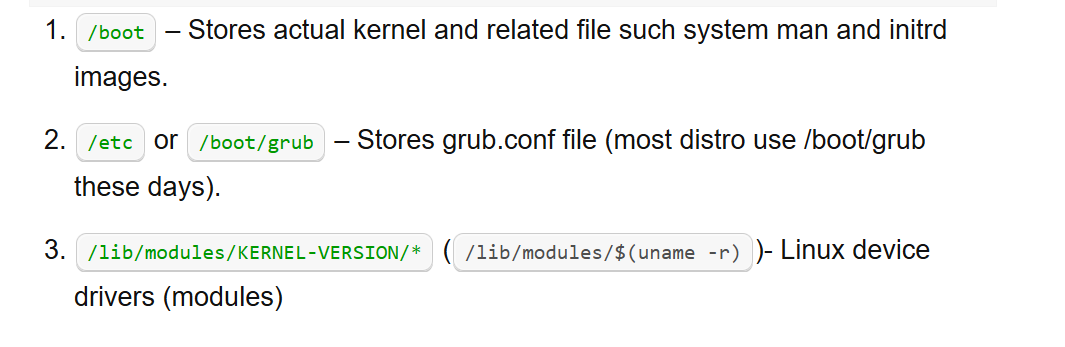 1. /boot – Stores actual kernel and related file such system man and initrd
images.
2. /etc or /boot/grub – Stores grub.conf file (most distro use /boot/grub
these days).
3. /lib/modules/KERNEL-VERSION/* ( /lib/modules/$(uname -r) )- Linux device
drivers (modules)